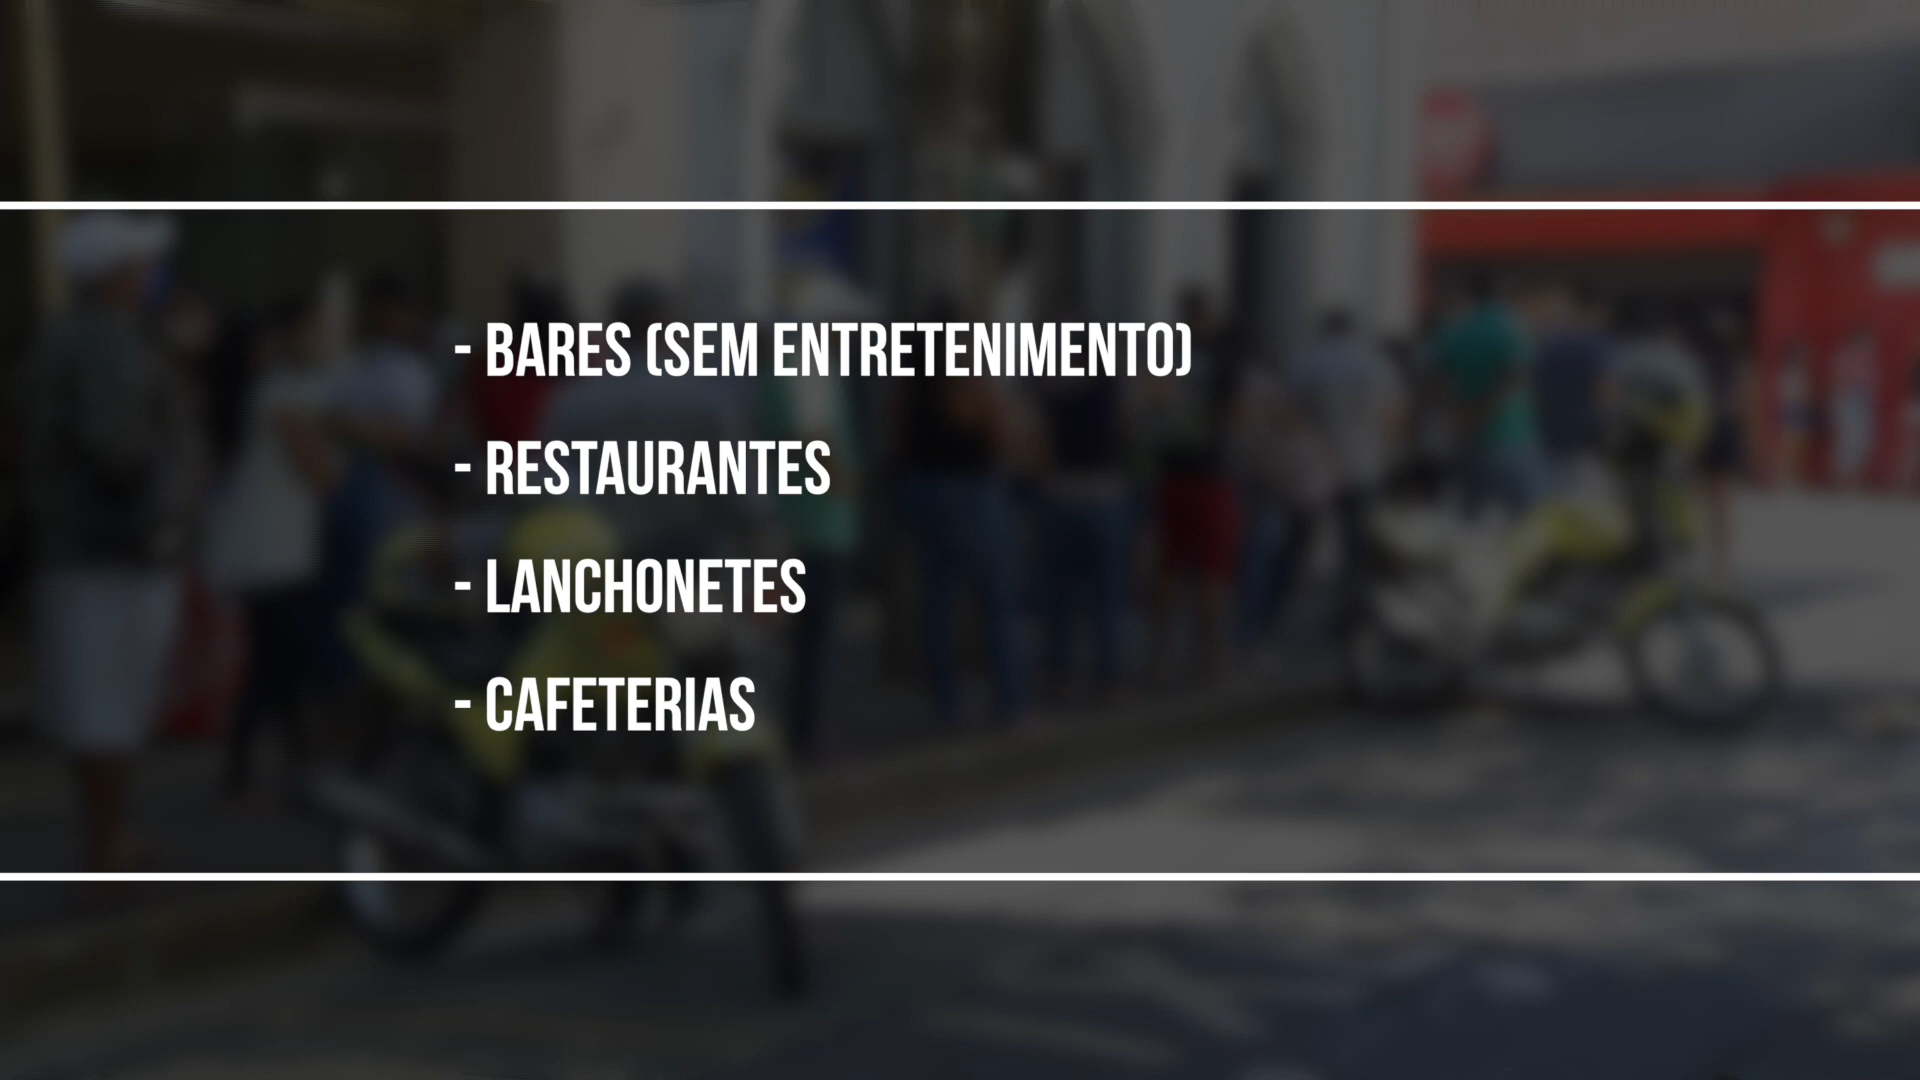 - BARES (SEM ENTRETENIMENTO)
- RESTAURANTES
- LANCHONETES
- CAFETERIAS